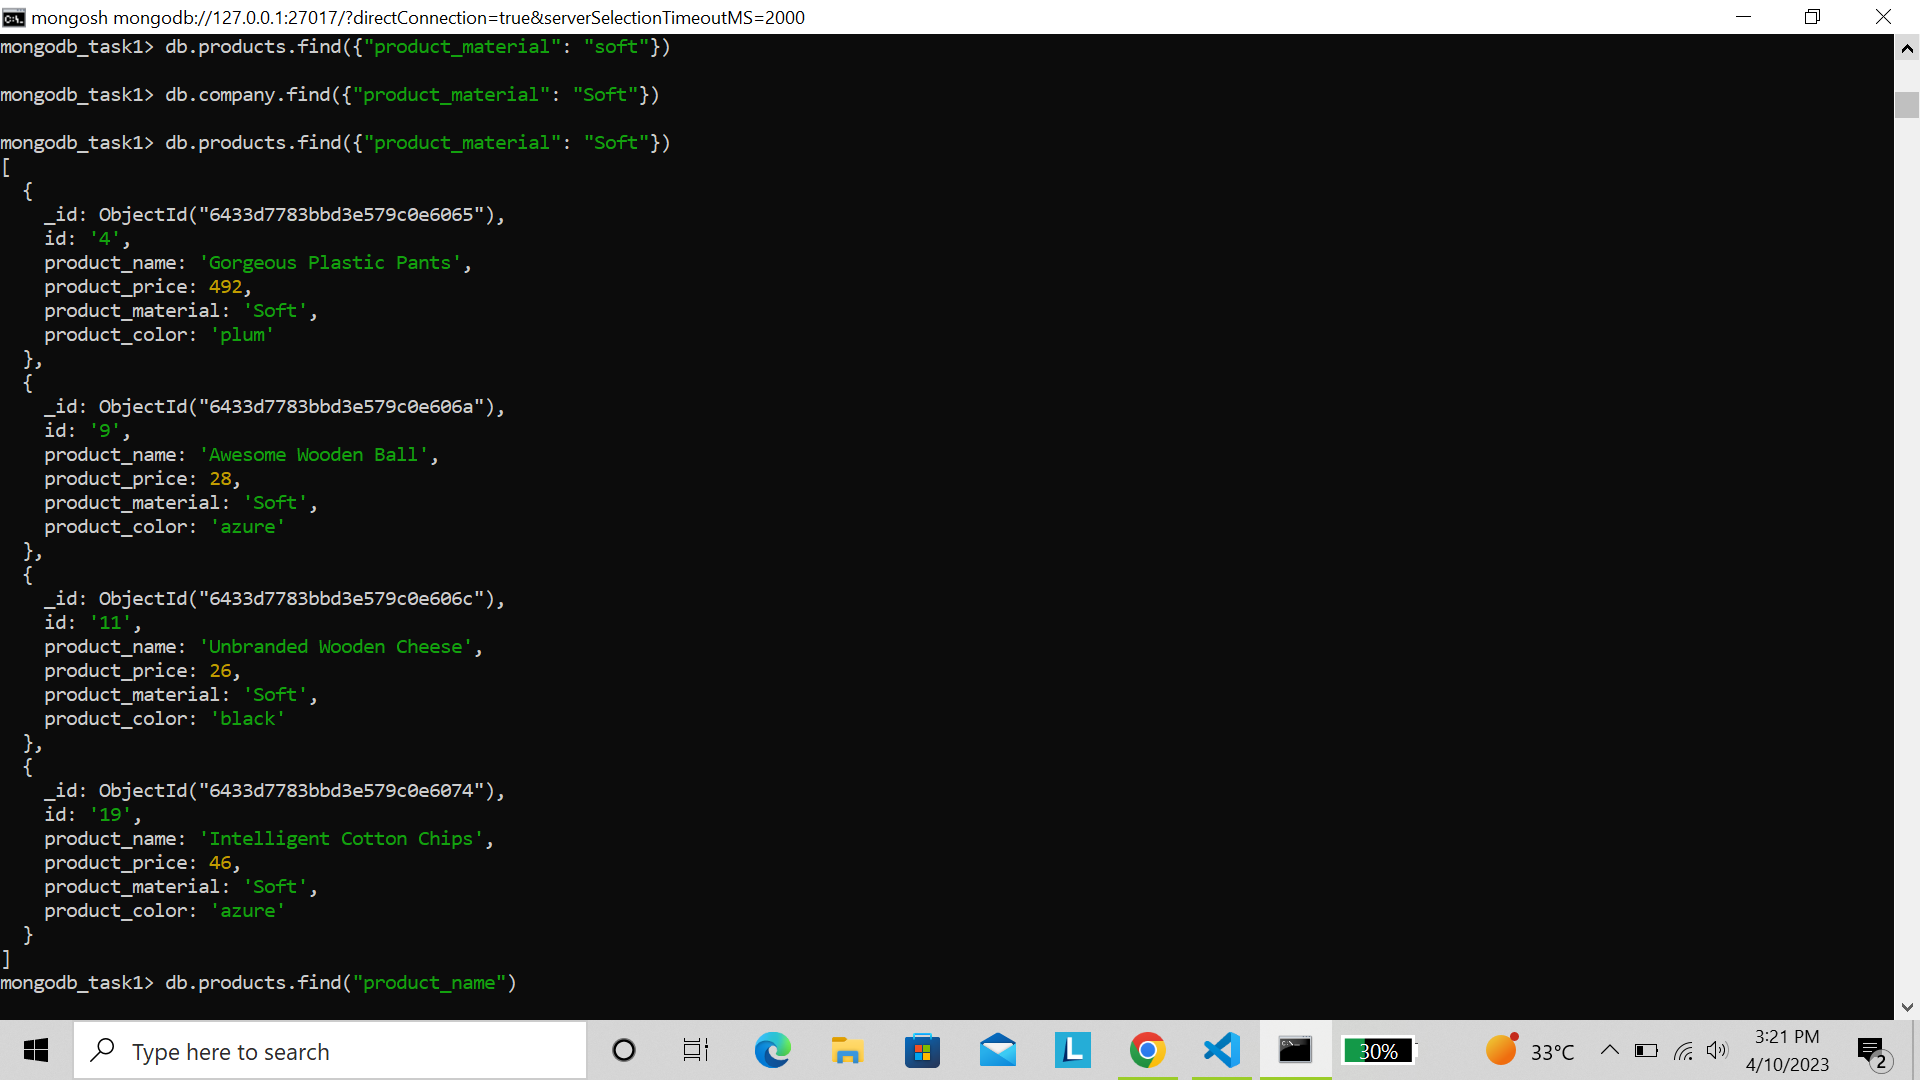 mongosh mongodb://127.0.0.1:27017/?directConnection=true&serverSelectionTimeoutMS=2000
mongodb_task1> db.products.find({"product_material": "soft"})
mongodb_task1> db.company.find({"product_material": "Soft"})
mongodb_task1> db.products.find({"product_material": "Soft"})
[
  {
    _id: ObjectId("6433d7783bbd3e579c0e6065"),
    id: '4',
    product_name: 'Gorgeous Plastic Pants',
    product_price: 492,
    product_material: 'Soft',
    product_color: 'plum'
  },
  {
    _id: ObjectId("6433d7783bbd3e579c0e606a"),
    id: '9',
    product_name: 'Awesome Wooden Ball',
    product_price: 28,
    product_material: 'Soft',
    product_color: 'azure'
  },
  {
    _id: ObjectId("6433d7783bbd3e579c0e606c"),
    id: '11',
    product_name: 'Unbranded Wooden Cheese',
    product_price: 26,
    product_material: 'Soft',
    product_color: 'black'
  },
  {
    _id: ObjectId("6433d7783bbd3e579c0e6074"),
    id: '19',
    product_name: 'Intelligent Cotton Chips',
    product_price: 46,
    product_material: 'Soft',
    product_color: 'azure'
  }
]
mongodb_task1> db.products.find("product_name")
Type here to search
L
30%
33°C
3:21 PM
4/10/2023
2